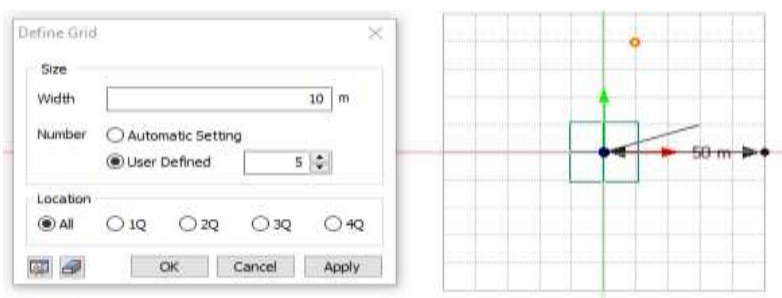 Define Grid
Size
Width 10 m
Number Automatic Setting
User Defined 5
Location
All 1Q 2Q 3Q 4Q
OK Cancel Apply
50 m